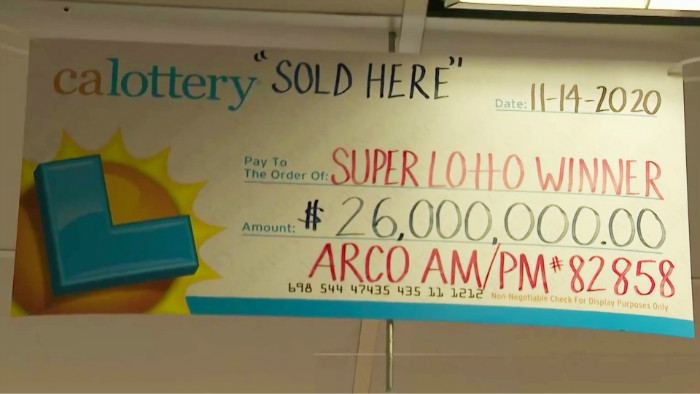 calottery "SOLD HERE"
Date: 11-14-2020
Pay To
The Order Of: SUPER LOTTO WINNER
Amount: $ 26,000,000.00
ARCO AM/PM #82858
698 544 47435 435 11 1212 Non-Negotiable Check For Display Purposes Only